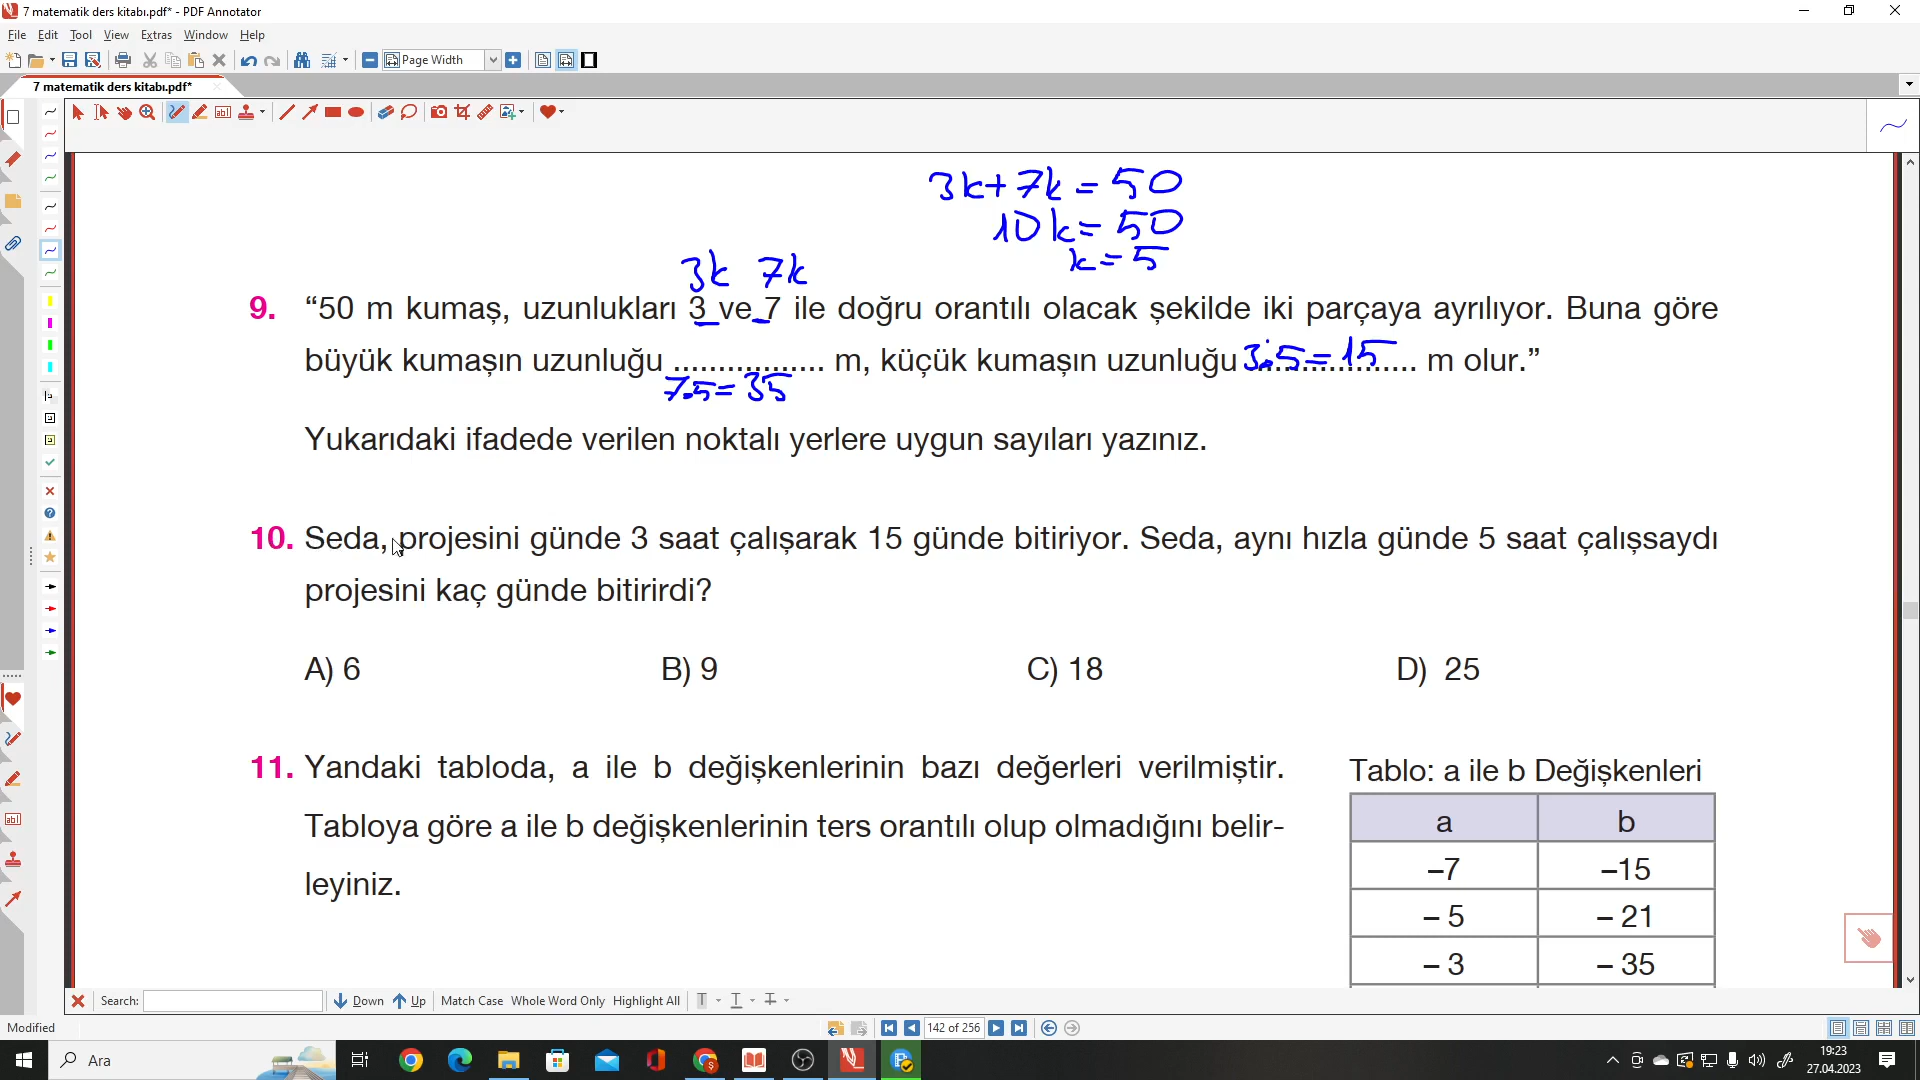 7 matematik ders kitabı.pdf* - PDF Annotator
File Edit Tool View Extras Window Help
Page Width
7 matematik ders kitabı.pdf*
3k+7k=50
10k=50
k=5
3k 7k
9. “50 m kumaş, uzunlukları 3 ve 7 ile doğru orantılı olacak şekilde iki parçaya ayrılıyor. Buna göre
büyük kumaşın uzunluğu ................. m, küçük kumaşın uzunluğu 3.5=15 .................. m olur.”
7.5=35
Yukarıdaki ifadede verilen noktalı yerlere uygun sayıları yazınız.
10. Seda, projesini günde 3 saat çalışarak 15 günde bitiriyor. Seda, aynı hızla günde 5 saat çalışsaydı
projesini kaç günde bitirirdi?
A) 6 B) 9 C) 18 D) 25
11. Yandaki tabloda, a ile b değişkenlerinin bazı değerleri verilmiştir.
Tabloya göre a ile b değişkenlerinin ters orantılı olup olmadığını belir-
leyiniz.
Tablo: a ile b Değişkenleri
a b
–7 –15
– 5 – 21
– 3 – 35
Search: Down Up Match Case Whole Word Only Highlight All
Modified 142 of 256
Ara
19:23
27.04.2023